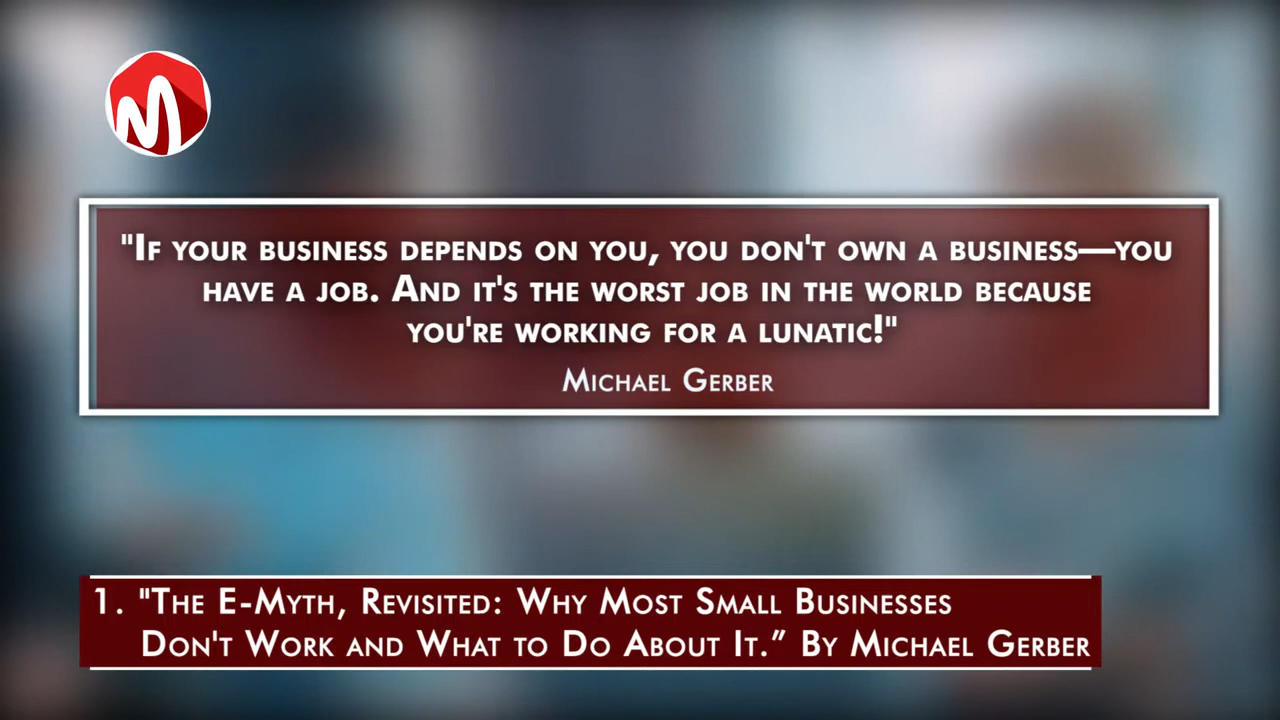 "If your business depends on you, you don't own a business—you
have a job. And it's the worst job in the world because
you're working for a lunatic!"
Michael Gerber
1. "The E-Myth, Revisited: Why Most Small Businesses
Don't Work and What to Do About It.” By Michael Gerber